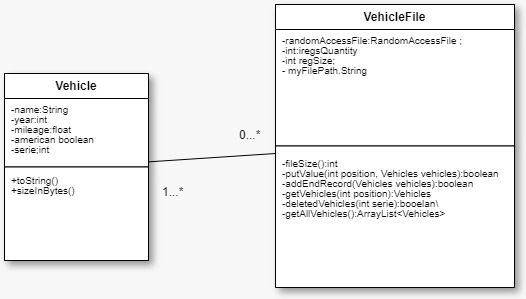 Vehicle
-name:String
-year:int
-mileage:float
-american boolean
-serie;int
+toString()
+sizeInBytes()
1...*
0...*
VehicleFile
-randomAccessFile:RandomAccessFile ;
-int:iregsQuantity
-int regSize;
- myFilePath.String
-fileSize():int
-putValue(int position, Vehicles vehicles):boolean
-addEndRecord(Vehicles vehicles):boolean
-getVehicles(int position):Vehicles
-deletedVehicles(int serie):booelan\
-getAllVehicles():ArrayList<Vehicles>